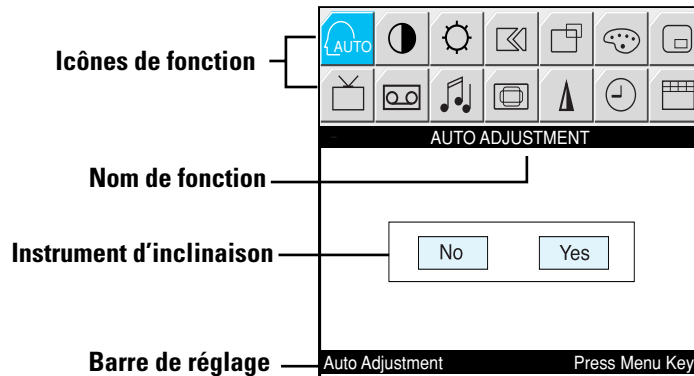 Icônes de fonction
AUTO
AUTO ADJUSTMENT
Nom de fonction
Instrument d’inclinaison
No Yes
Barre de réglage
Auto Adjustment Press Menu Key